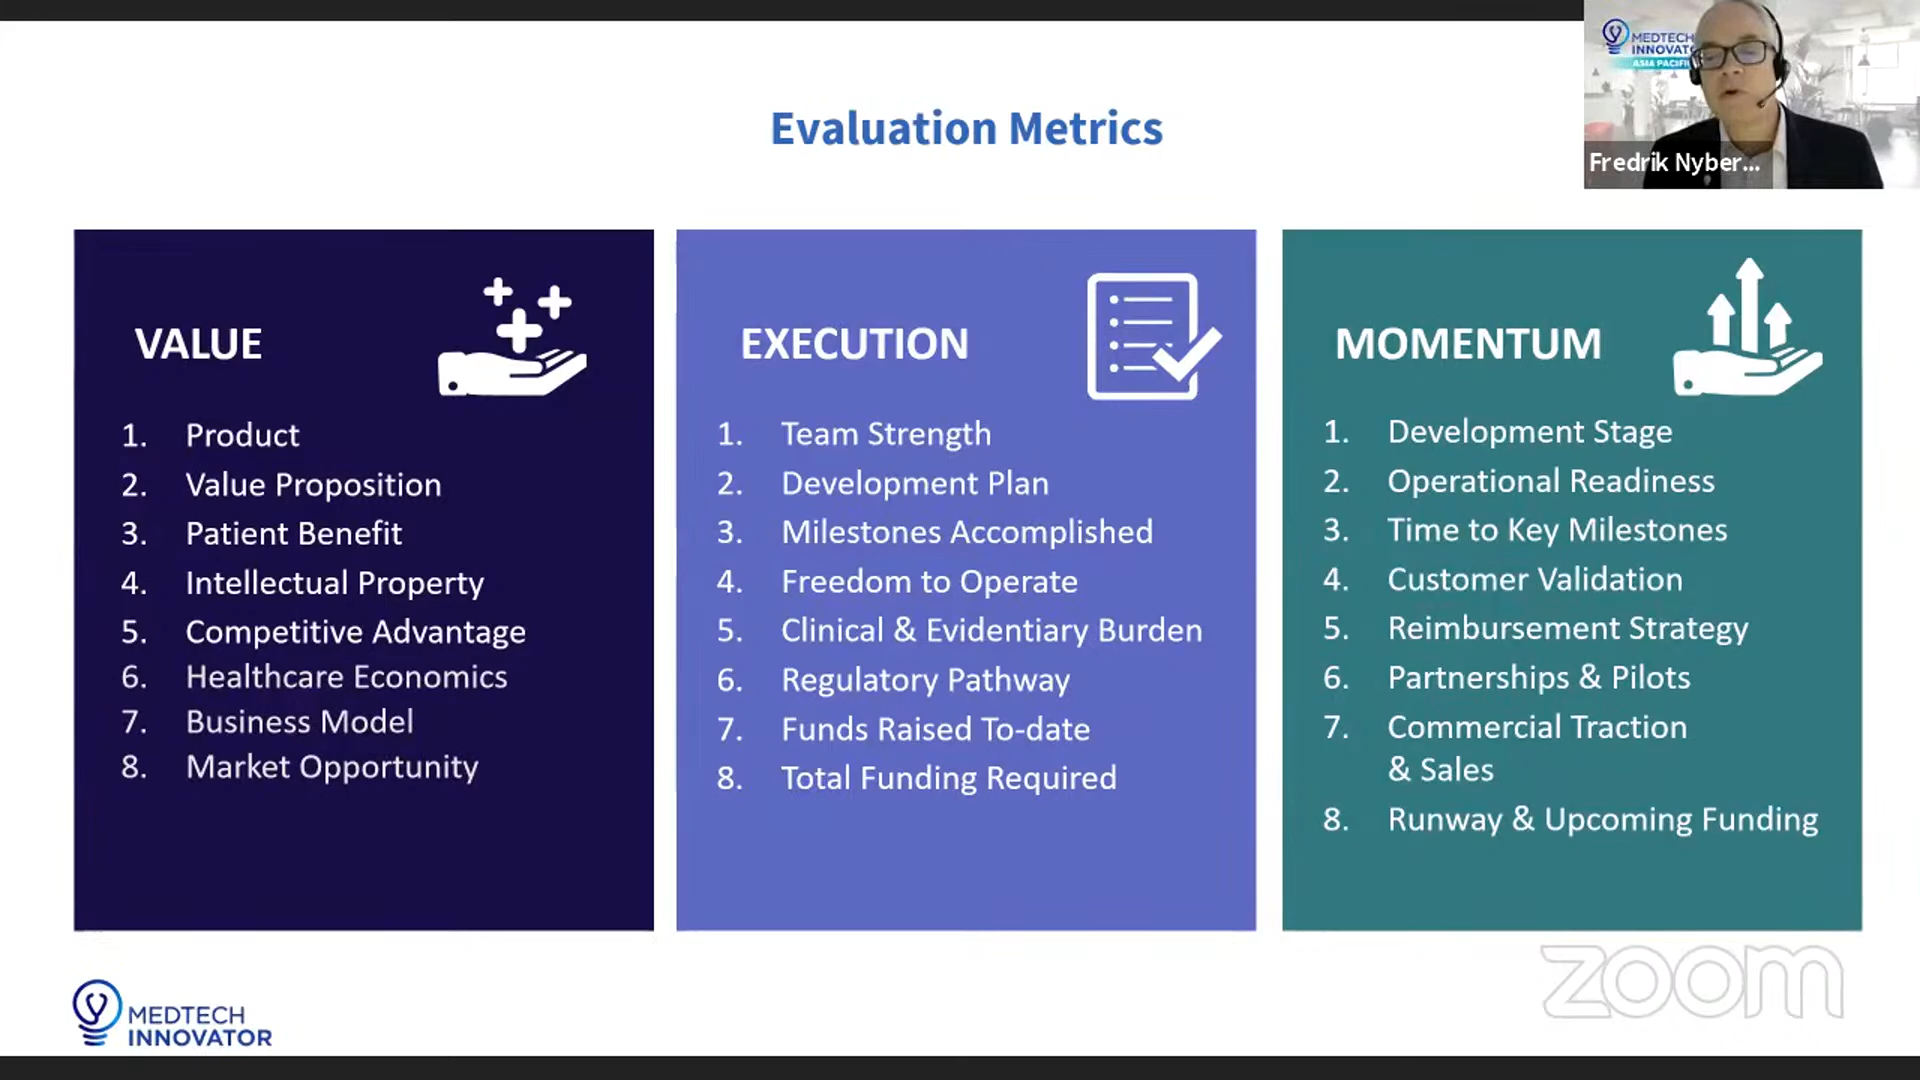 MEDTECH
INNOVATO
ASIA PACIFI
Fredrik Nyber...
Evaluation Metrics
VALUE
1. Product
2. Value Proposition
3. Patient Benefit
4. Intellectual Property
5. Competitive Advantage
6. Healthcare Economics
7. Business Model
8. Market Opportunity
EXECUTION
1. Team Strength
2. Development Plan
3. Milestones Accomplished
4. Freedom to Operate
5. Clinical & Evidentiary Burden
6. Regulatory Pathway
7. Funds Raised To-date
8. Total Funding Required
MOMENTUM
1. Development Stage
2. Operational Readiness
3. Time to Key Milestones
4. Customer Validation
5. Reimbursement Strategy
6. Partnerships & Pilots
7. Commercial Traction
& Sales
8. Runway & Upcoming Funding
MEDTECH
INNOVATOR
zoom